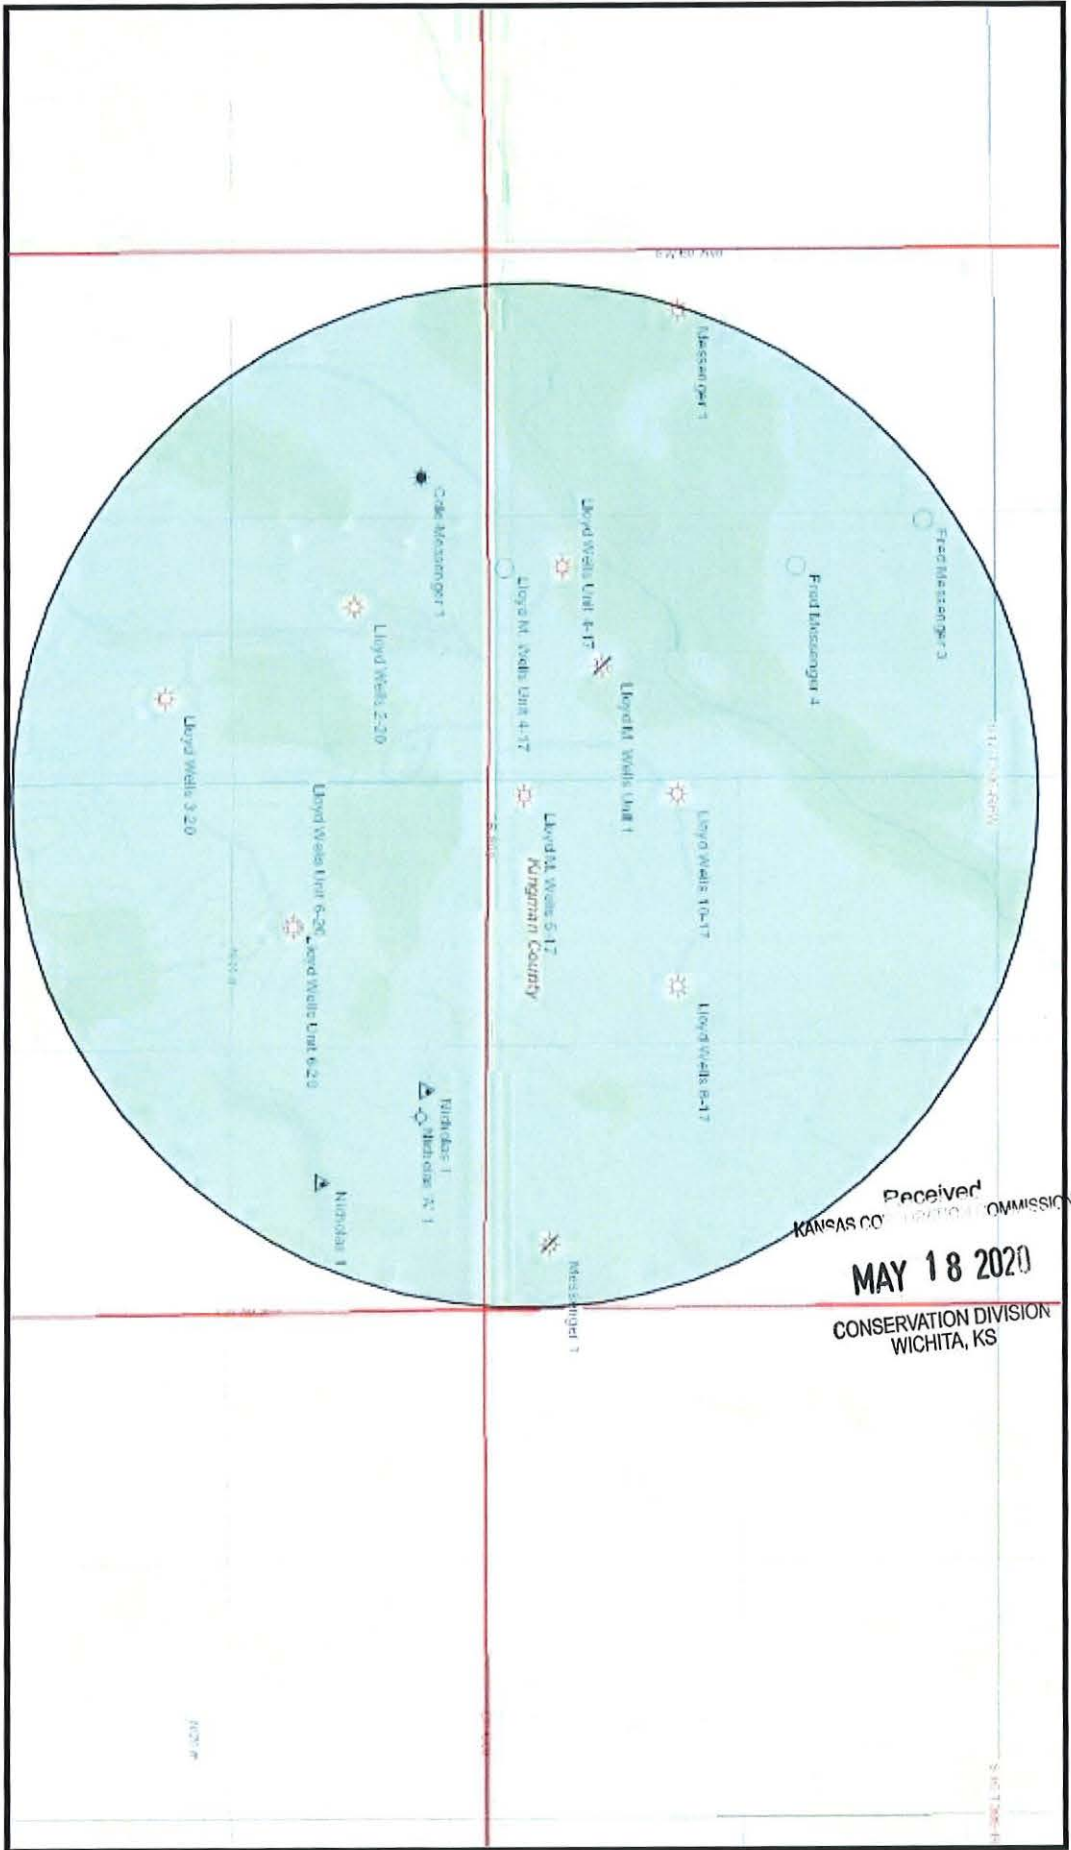 Messenger 1
Fred Messenger 3
Fred Messenger 4
Lloyd Wells Unit 4-17
Messenger 1
Lloyd M. Wells Unit 4-17
Lloyd M. Wells Unit 1
Lloyd Wells 2-20
Lloyd Wells 3-20
Lloyd Wells 10-17
Lloyd M. Wells 5-17
Kingman County
Lloyd Wells Unit 6-20
Lloyd Wells Unit 6-20
Lloyd Wells 8-17
Nicholas 1
Nicholas 'A' 1
Nicholas 1
Messenger 1
Received
KANSAS CORPORATION COMMISSION
MAY 18 2020
CONSERVATION DIVISION
WICHITA, KS